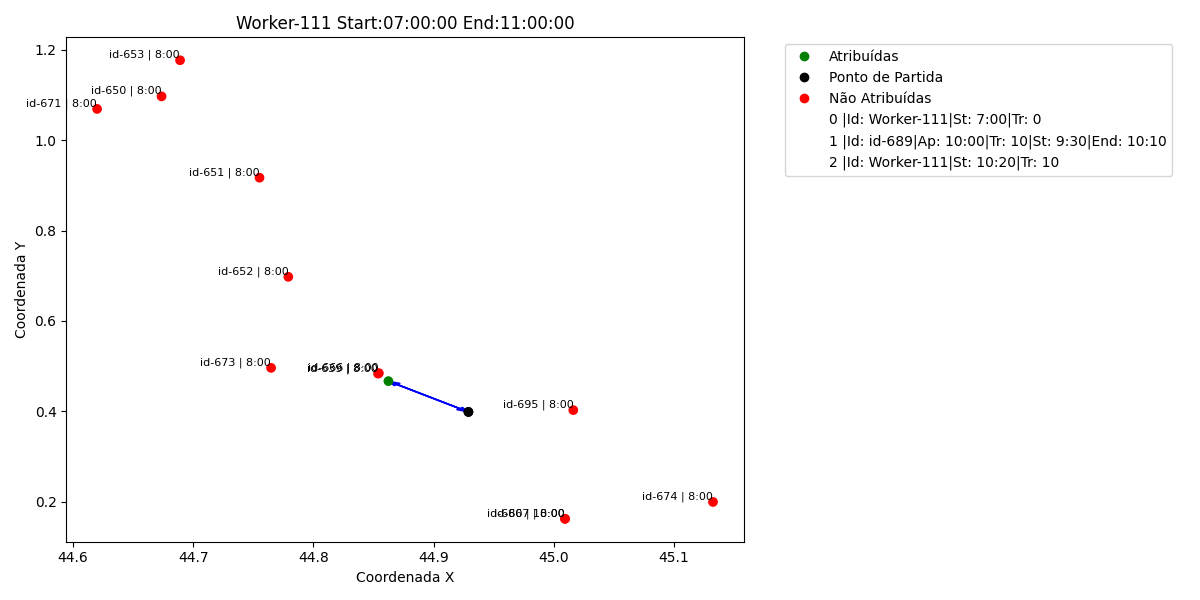 Worker-111 Start:07:00:00 End:11:00:00
Coordenada Y
1.2
1.0
0.8
0.6
0.4
0.2
id-653 | 8:00
id-650 | 8:00
id-671 | 8:00
id-651 | 8:00
id-652 | 8:00
id-673 | 8:00
id-695 | 8:00
id-674 | 8:00
44.6
44.7
44.8
44.9
45.0
45.1
Coordenada X
Atribuídas
Ponto de Partida
Não Atribuídas
0 |Id: Worker-111|St: 7:00|Tr: 0
1 |Id: id-689|Ap: 10:00|Tr: 10|St: 9:30|End: 10:10
2 |Id: Worker-111|St: 10:20|Tr: 10